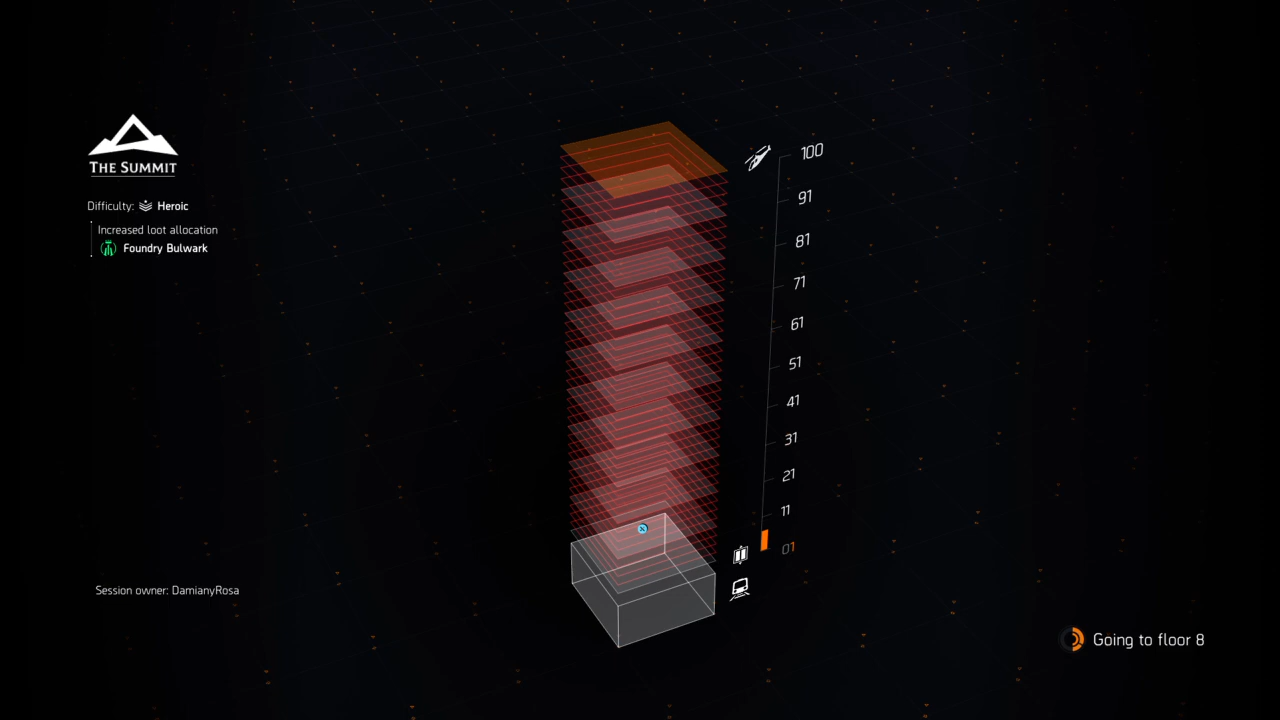 THE SUMMIT
Difficulty: Heroic
Increased loot allocation
Foundry Bulwark
100
91
81
71
61
51
41
31
21
11
01
Session owner: DamianyRosa
Going to floor 8